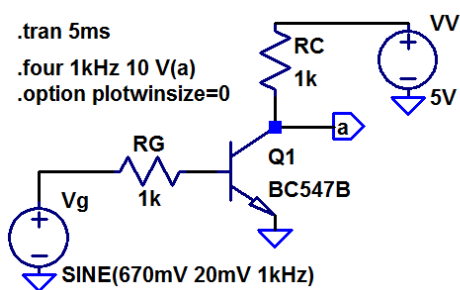 .tran 5ms
.four 1kHz 10 V(a)
.option plotwinsize=0
RC
1k
VV
5V
a
RG
1k
Q1
BC547B
Vg
SINE(670mV 20mV 1kHz)